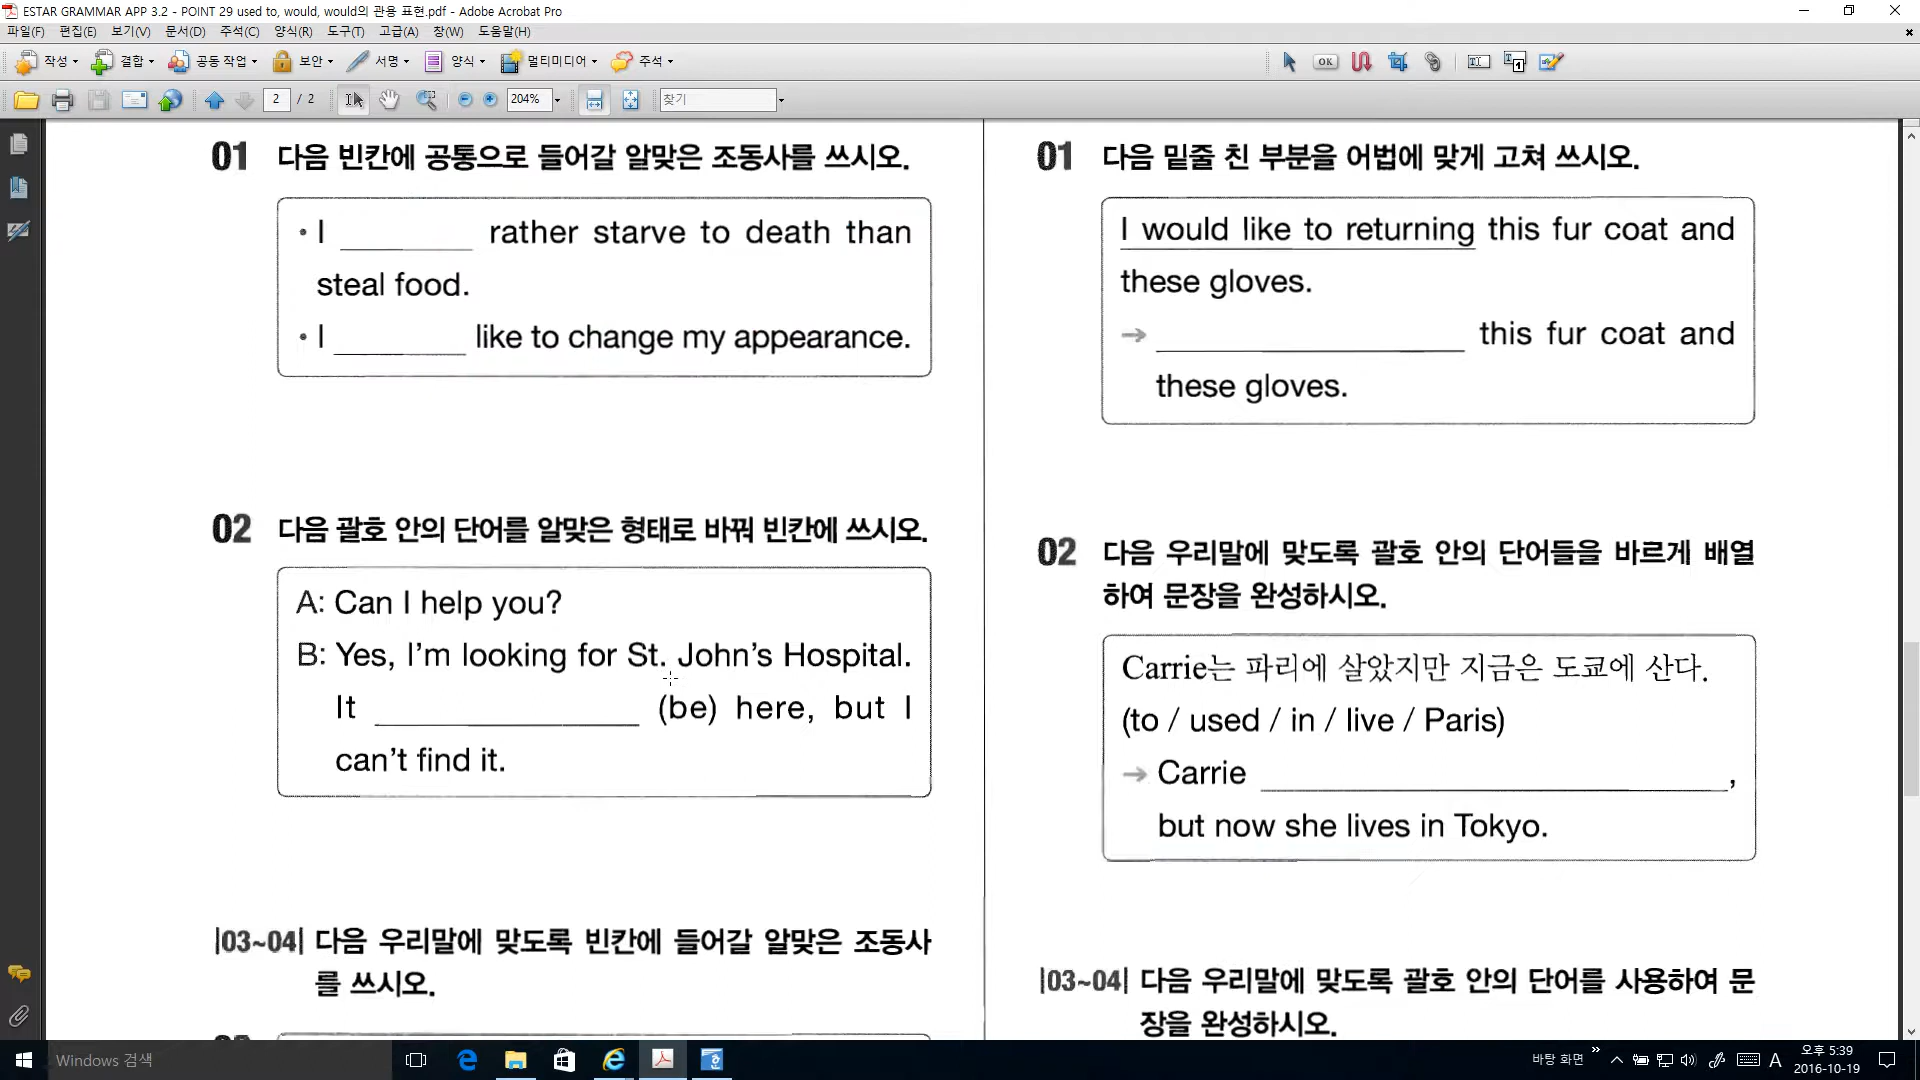 ESTAR GRAMMAR APP 3.2 - POINT 29 used to, would, would의 관용 표현.pdf - Adobe Acrobat Pro
파일(F) 편집(E) 보기(V) 문서(D) 주석(C) 양식(R) 도구(T) 고급(A) 창(W) 도움말(H)
작성 결합 공동 작업 보안 서명 양식 멀티미디어 주석 OK
2 / 2 204% 찾기
01 다음 빈칸에 공통으로 들어갈 알맞은 조동사를 쓰시오.
• I ________ rather starve to death than
steal food.
• I ________ like to change my appearance.
02 다음 괄호 안의 단어를 알맞은 형태로 바꿔 빈칸에 쓰시오.
A: Can I help you?
B: Yes, I'm looking for St. John's Hospital.
It ________________ (be) here, but I
can't find it.
|03~04| 다음 우리말에 맞도록 빈칸에 들어갈 알맞은 조동사
를 쓰시오.
01 다음 밑줄 친 부분을 어법에 맞게 고쳐 쓰시오.
I would like to returning this fur coat and
these gloves.
→ ____________________ this fur coat and
these gloves.
02 다음 우리말에 맞도록 괄호 안의 단어들을 바르게 배열
하여 문장을 완성하시오.
Carrie는 파리에 살았지만 지금은 도쿄에 산다.
(to / used / in / live / Paris)
→ Carrie ____________________________,
but now she lives in Tokyo.
|03~04| 다음 우리말에 맞도록 괄호 안의 단어를 사용하여 문
장을 완성하시오.
Windows 검색
바탕 화면 A 오후 5:39
2016-10-19